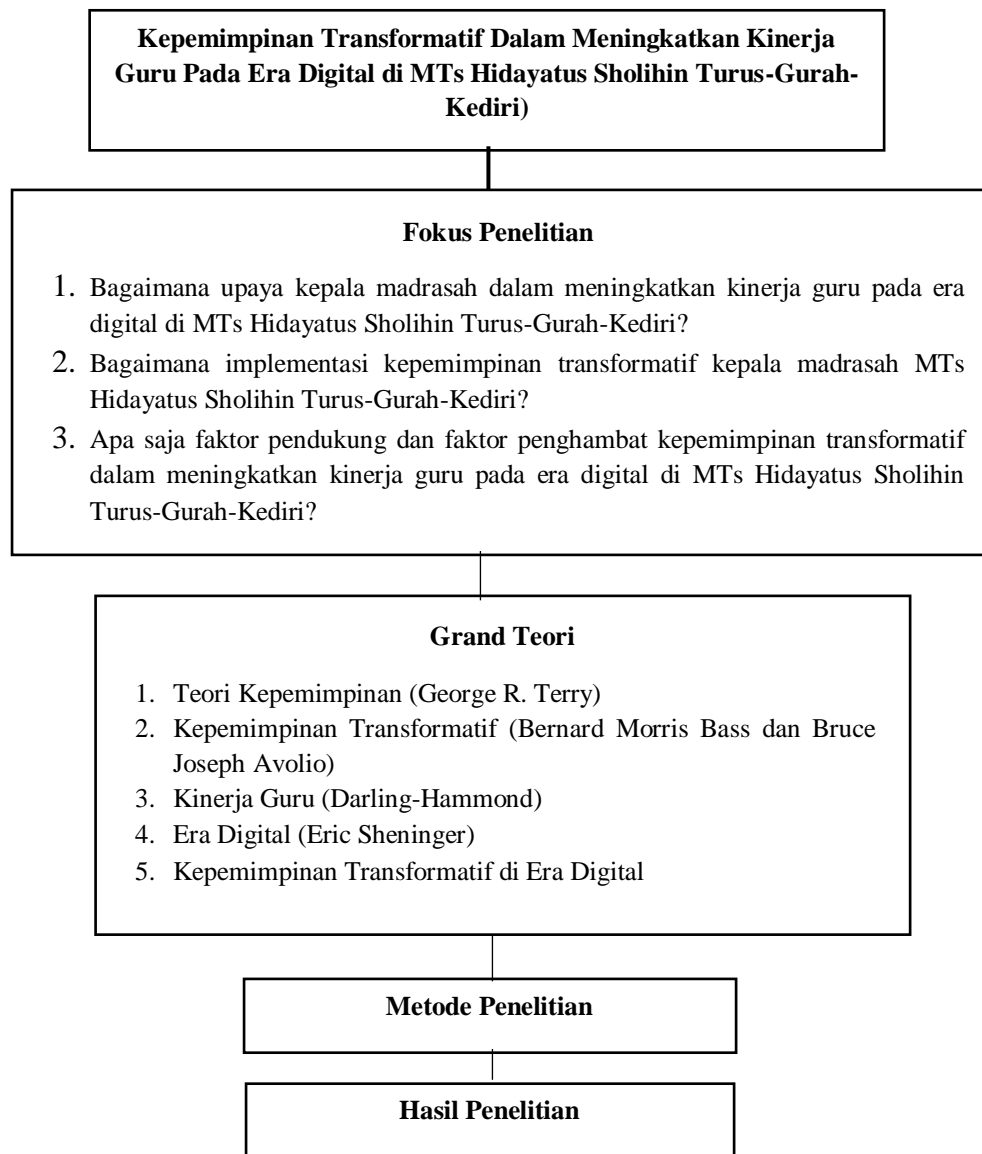 Kepemimpinan Transformatif Dalam Meningkatkan Kinerja
Guru Pada Era Digital di MTs Hidayatus Sholihin Turus-Gurah-
Kediri)
Fokus Penelitian
1. Bagaimana upaya kepala madrasah dalam meningkatkan kinerja guru pada era
digital di MTs Hidayatus Sholihin Turus-Gurah-Kediri?
2. Bagaimana implementasi kepemimpinan transformatif kepala madrasah MTs
Hidayatus Sholihin Turus-Gurah-Kediri?
3. Apa saja faktor pendukung dan faktor penghambat kepemimpinan transformatif
dalam meningkatkan kinerja guru pada era digital di MTs Hidayatus Sholihin
Turus-Gurah-Kediri?
Grand Teori
1. Teori Kepemimpinan (George R. Terry)
2. Kepemimpinan Transformatif (Bernard Morris Bass dan Bruce
Joseph Avolio)
3. Kinerja Guru (Darling-Hammond)
4. Era Digital (Eric Sheninger)
5. Kepemimpinan Transformatif di Era Digital
Metode Penelitian
Hasil Penelitian